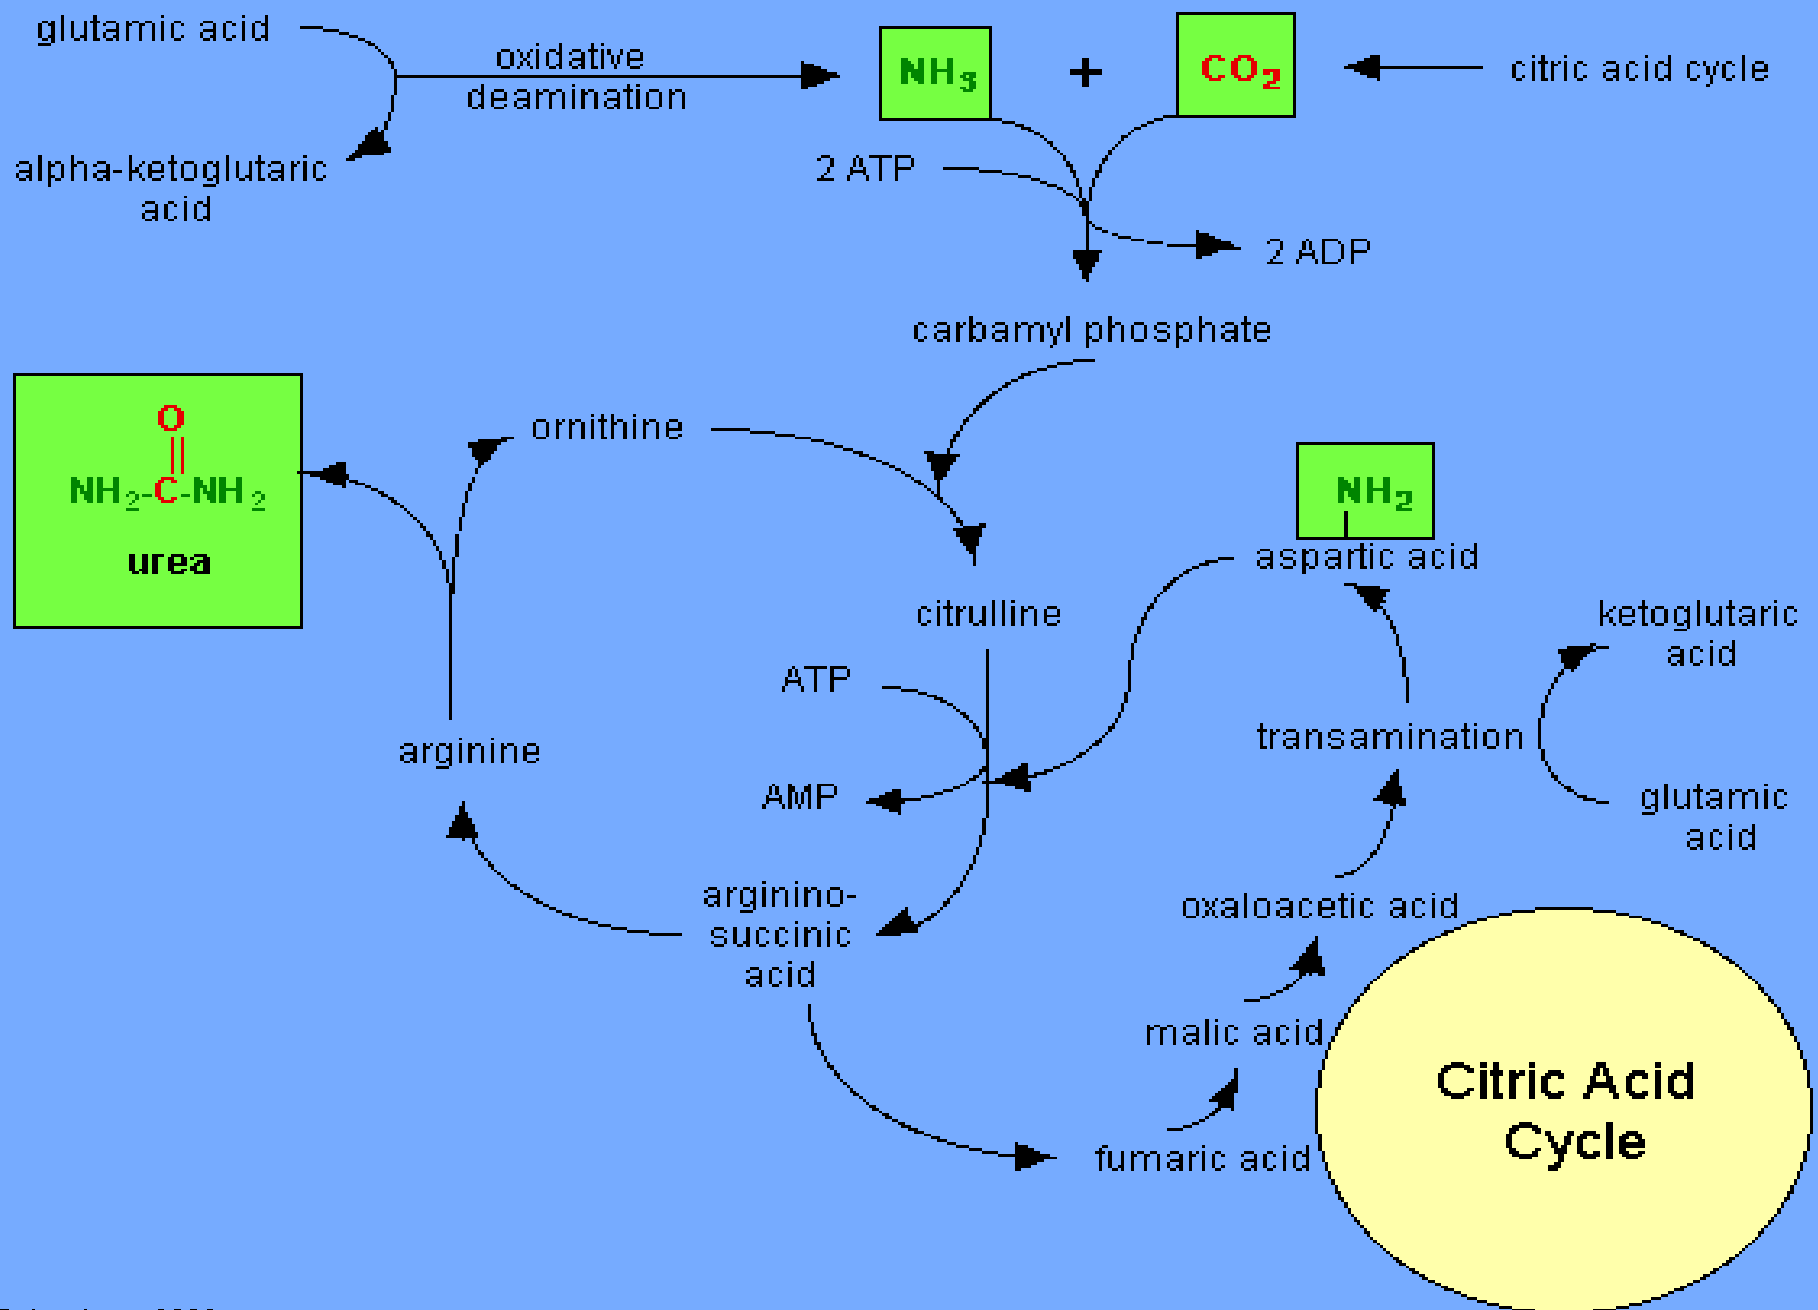 glutamic acid
oxidative
deamination
NH3
+
CO2
citric acid cycle
alpha-ketoglutaric
acid
2 ATP
2 ADP
carbamyl phosphate
O
NH2-C-NH2
urea
ornithine
NH2
aspartic acid
citrulline
ketoglutaric
acid
ATP
transamination
arginine
AMP
glutamic
acid
arginino-
succinic
acid
oxaloacetic acid
malic acid
Citric Acid
Cycle
fumaric acid